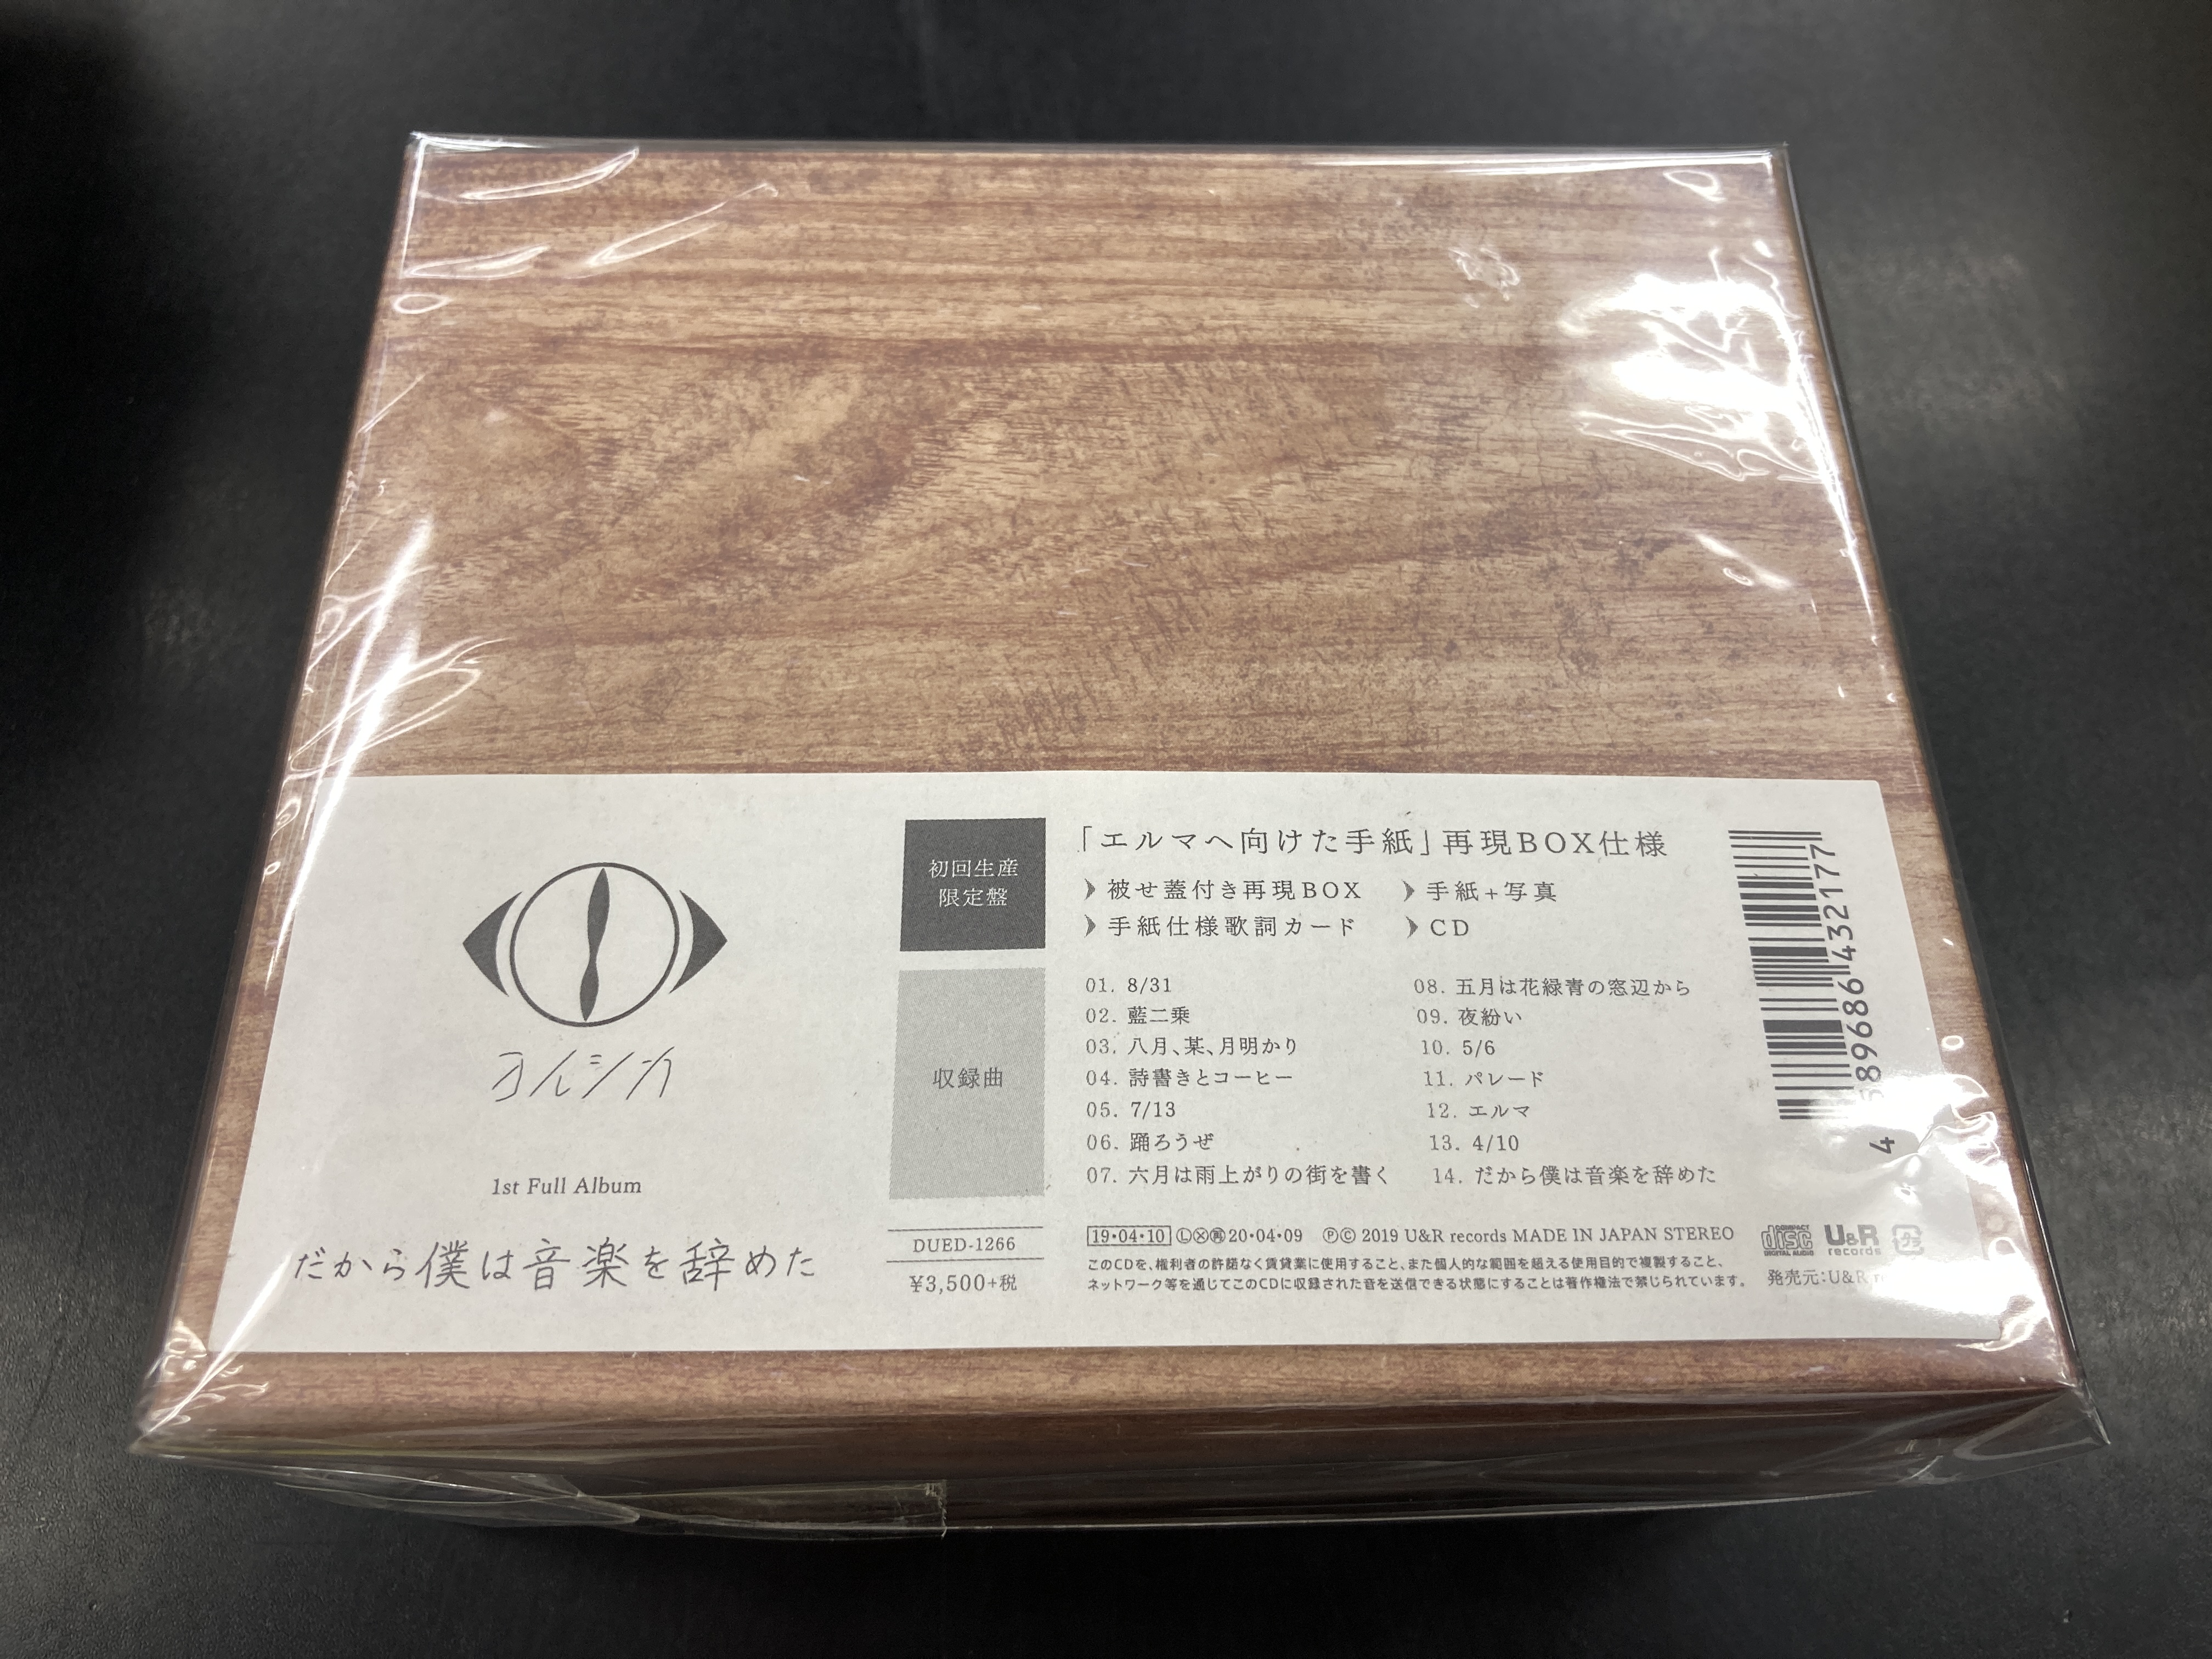 ヨルシカ
1st Full Album
だから僕は音楽を辞めた
初回生産
限定盤
「エルマへ向けた手紙」再現BOX仕様
被せ蓋付き再現BOX
手紙+写真
手紙仕様歌詞カード
CD
収録曲
01. 8/31
02. 藍二乗
03. 八月、某、月明かり
04. 詩書きとコーヒー
05. 7/13
06. 踊ろうぜ
07. 六月は雨上がりの街を書く
08. 五月は花緑青の窓辺から
09. 夜紛い
10. 5/6
11. パレード
12. エルマ
13. 4/10
14. だから僕は音楽を辞めた
DUED-1266
¥3,500+税
19・04・10 Ⓛ Ⓧ ㊮ 20・04・09 ℗© 2019 U&R records MADE IN JAPAN STEREO
このCDを、権利者の許諾なく賃貸業に使用すること、また個人的な範囲を超える使用目的で複製すること、
ネットワーク等を通じてこのCDに収録された音を送信できる状態にすることは著作権法で禁じられています。
COMPACT
disc
DIGITAL AUDIO
U&R
records
プラ
発売元:U&R
4 589686 432177